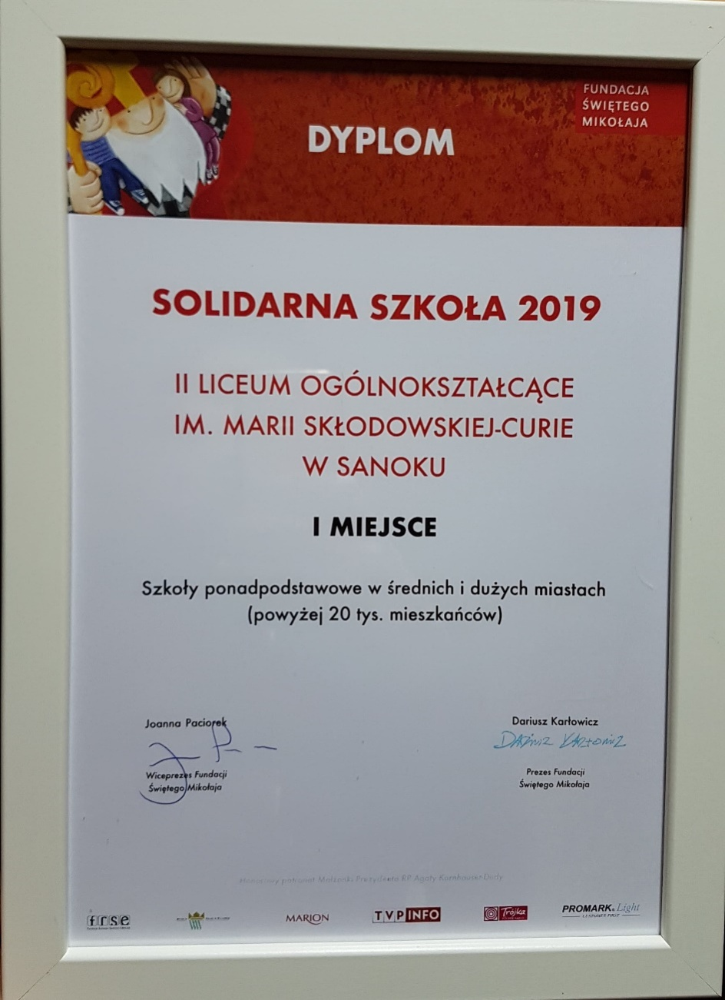 FUNDACJA
ŚWIĘTEGO
MIKOŁAJA
DYPLOM
SOLIDARNA SZKOŁA 2019
II LICEUM OGÓLNOKSZTAŁCĄCE
IM. MARII SKŁODOWSKIEJ-CURIE
W SANOKU
I MIEJSCE
Szkoły ponadpodstawowe w średnich i dużych miastach
(powyżej 20 tys. mieszkańców)
Joanna Paciorek
Wiceprezes Fundacji
Świętego Mikołaja
Dariusz Karłowicz
Dariusz Karłowicz
Prezes Fundacji
Świętego Mikołaja
Honorowy patronat Małżonki Prezydenta RP Agaty Kornhauser-Dudy
frse
MARION
TVP INFO
Trójka
PROMARK Light
CUSTOMER FIRST